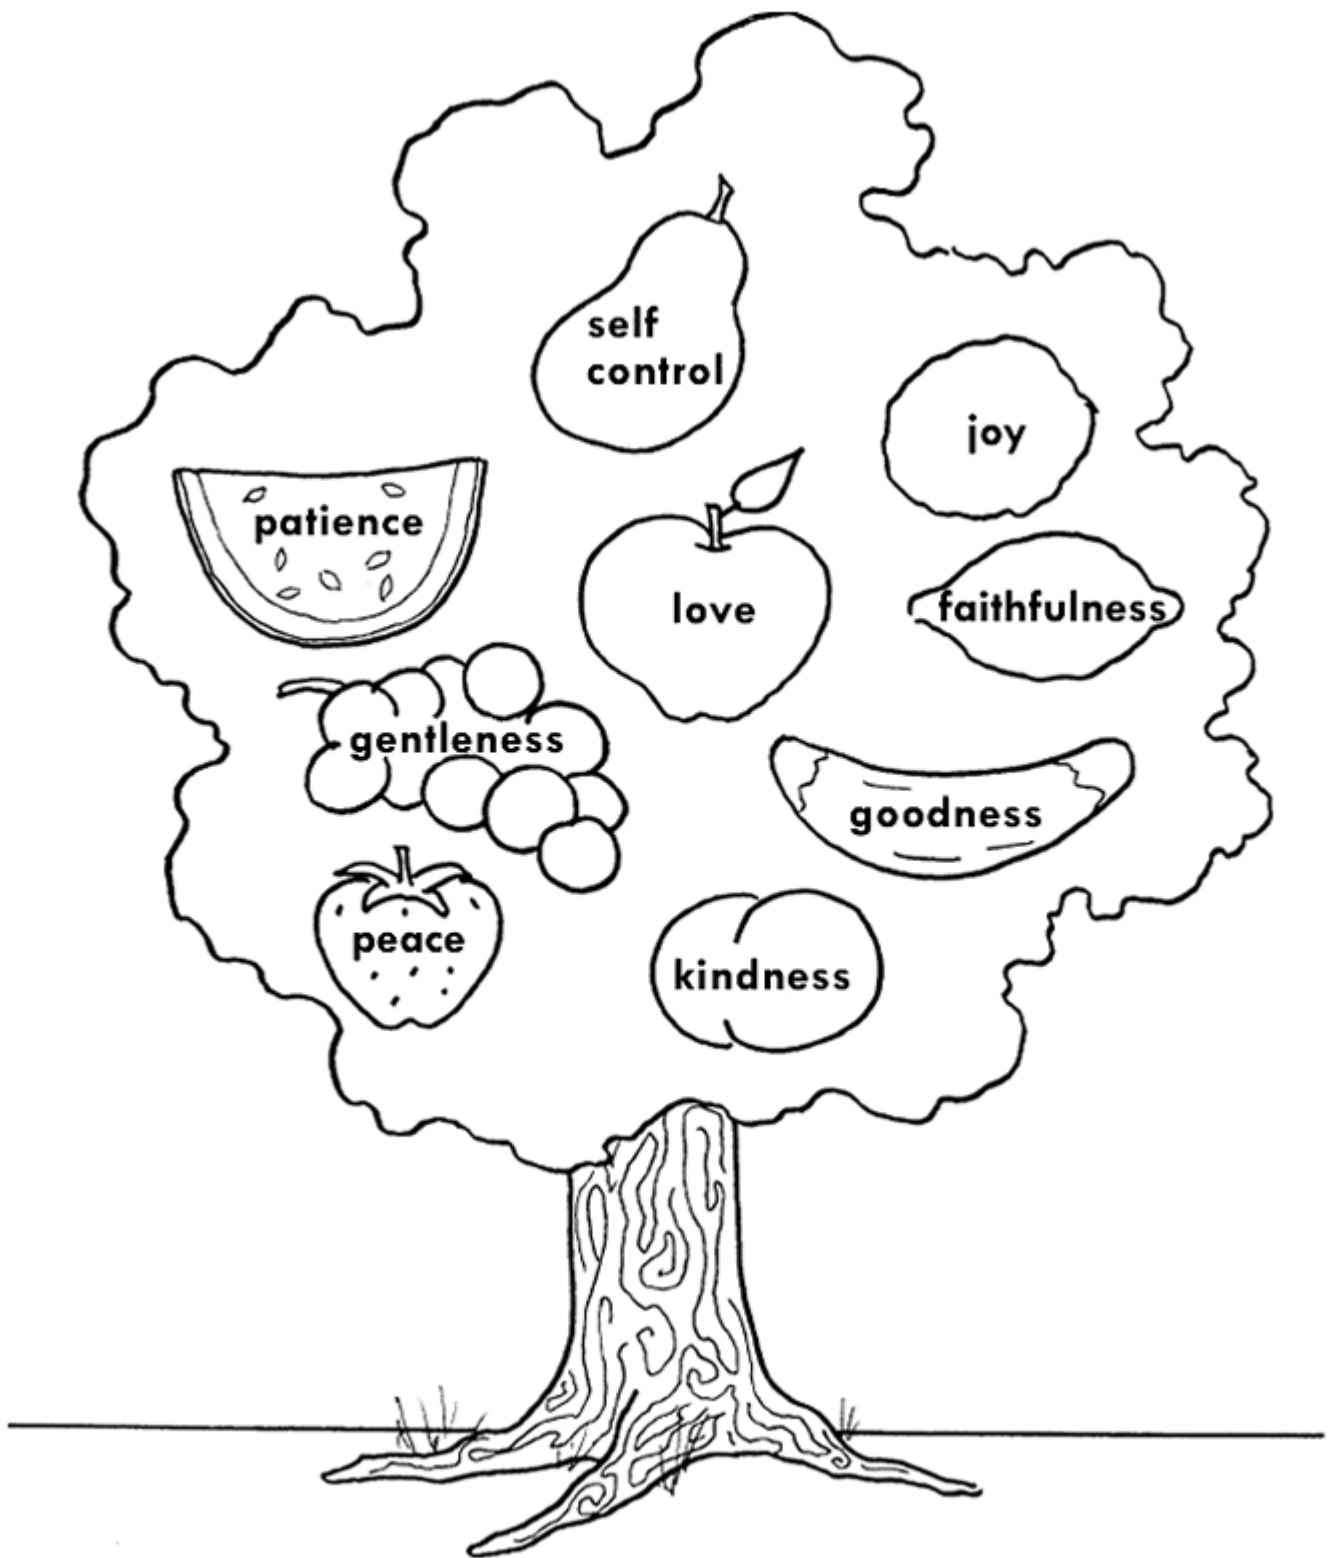 self
control
joy
patience
love
faithfulness
gentleness
goodness
peace
kindness